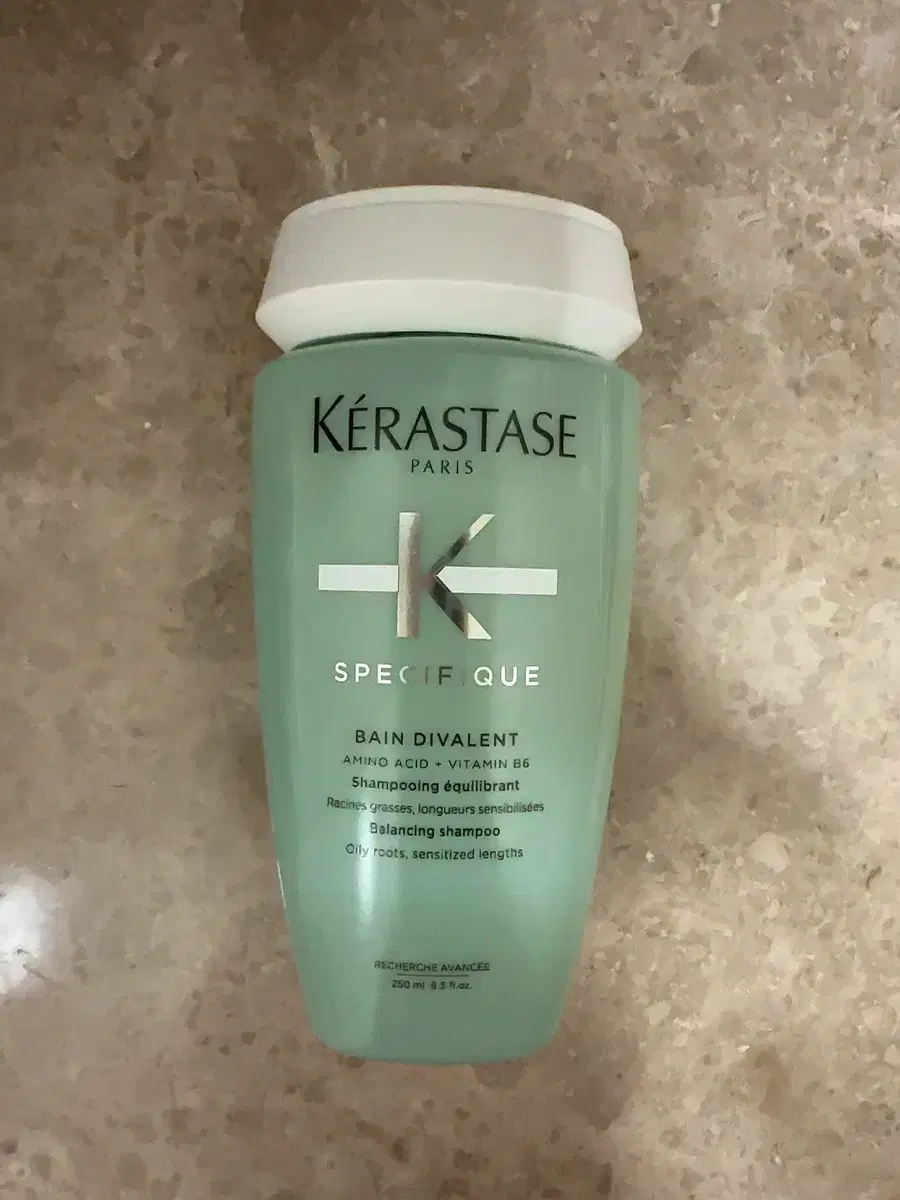 KÉRASTASE
PARIS
K
SPECIFIQUE
BAIN DIVALENT
AMINO ACID + VITAMIN B6
Shampooing équilibrant
Racines grasses, longueurs sensibilisées
Balancing shampoo
Oily roots, sensitized lengths
RECHERCHE AVANCÉE
250 ml 8.5 fl.oz.